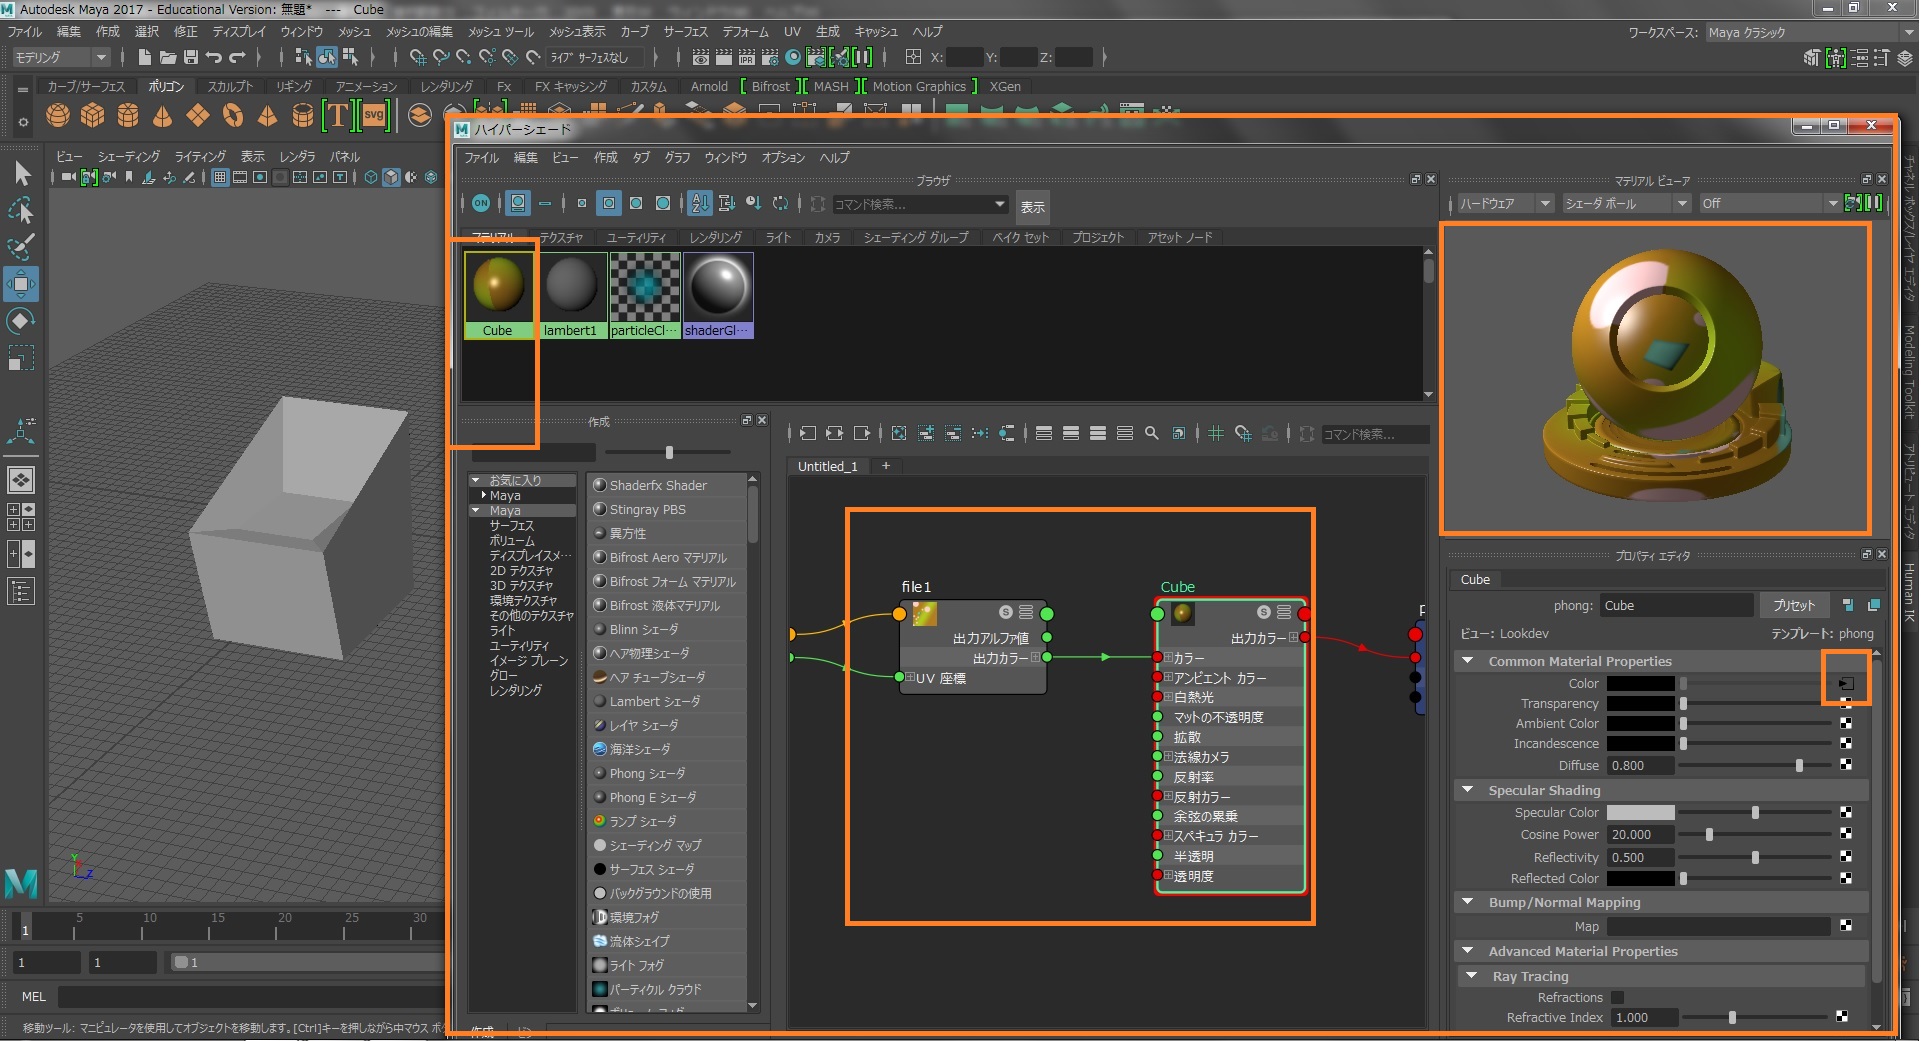 Autodesk Maya 2017 - Educational Version: 無題*   ---   Cube
ファイル 編集 作成 選択 修正 ディスプレイ ウィンドウ メッシュ メッシュの編集 メッシュ ツール メッシュ表示 カーブ サーフェス デフォーム UV 生成 キャッシュ ヘルプ
ワークスペース: Maya クラシック
モデリング
ライブ サーフェスなし
X: Y: Z:
カーブ/サーフェス ポリゴン スカルプト リギング アニメーション レンダリング Fx FX キャッシング カスタム Arnold Bifrost MASH Motion Graphics XGen
T svg
ビュー シェーディング ライティング 表示 レンダラ パネル
ハイパーシェード
ファイル 編集 ビュー 作成 タブ グラフ ウィンドウ オプション ヘルプ
ブラウザ
ON
コマンド検索...
表示
マテリアル テクスチャ ユーティリティ レンダリング ライト カメラ シェーディング グループ ベイク セット プロジェクト アセット ノード
Cube lambert1 particleCl··· shaderGl···
マテリアル ビューア
ハードウェア シェーダ ボール Off
作成
お気に入り
Maya
Maya
サーフェス
ボリューム
ディスプレイスメ···
2D テクスチャ
3D テクスチャ
環境テクスチャ
その他のテクスチャ
ライト
ユーティリティ
イメージ プレーン
グロー
レンダリング
Shaderfx Shader
Stingray PBS
異方性
Bifrost Aero マテリアル
Bifrost フォーム マテリアル
Bifrost 液体マテリアル
Blinn シェーダ
ヘア物理シェーダ
ヘア チューブシェーダ
Lambert シェーダ
レイヤ シェーダ
海洋シェーダ
Phong シェーダ
Phong E シェーダ
ランプ シェーダ
シェーディング マップ
サーフェス シェーダ
バックグラウンドの使用
環境フォグ
流体シェイプ
ライト フォグ
パーティクル クラウド
コマンド検索...
Untitled_1 +
file1
出力アルファ値
出力カラー
UV 座標
Cube
出力カラー
カラー
アンビエント カラー
白熱光
マットの不透明度
拡散
法線カメラ
反射率
反射カラー
余弦の累乗
スペキュラ カラー
半透明
透明度
プロパティ エディタ
Cube
phong: Cube プリセット
ビュー: Lookdev テンプレート: phong
Common Material Properties
Color
Transparency
Ambient Color
Incandescence
Diffuse 0.800
Specular Shading
Specular Color
Cosine Power 20.000
Reflectivity 0.500
Reflected Color
Bump/Normal Mapping
Map
Advanced Material Properties
Ray Tracing
Refractions
Refractive Index 1.000
チャネル ボックス/レイヤ エディタ
Modeling Toolkit
アトリビュート エディタ
Human IK
Y
Z
1 5 10 15 20 25 30
1 1 1
MEL
移動ツール: マニピュレータを使用してオブジェクトを移動します。[Ctrl]キーを押しながら中マウス ボタ